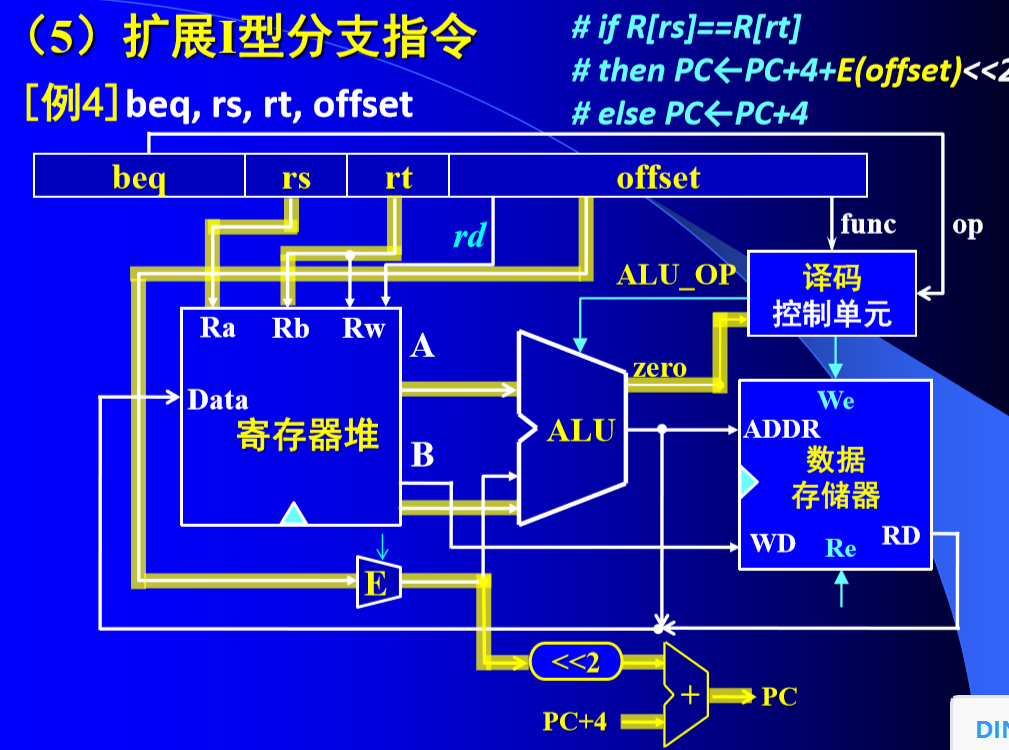 （5）扩展I型分支指令
# if R[rs]==R[rt]
# then PC←PC+4+E(offset)<<2
# else PC←PC+4
[例4]beq, rs, rt, offset
beq rs rt offset
rd
func
op
ALU_OP
译码
控制单元
Ra Rb Rw
A
zero
Data
寄存器堆
B
ALU
We
ADDR
数据
存储器
WD Re RD
E
<<2
+
PC
PC+4